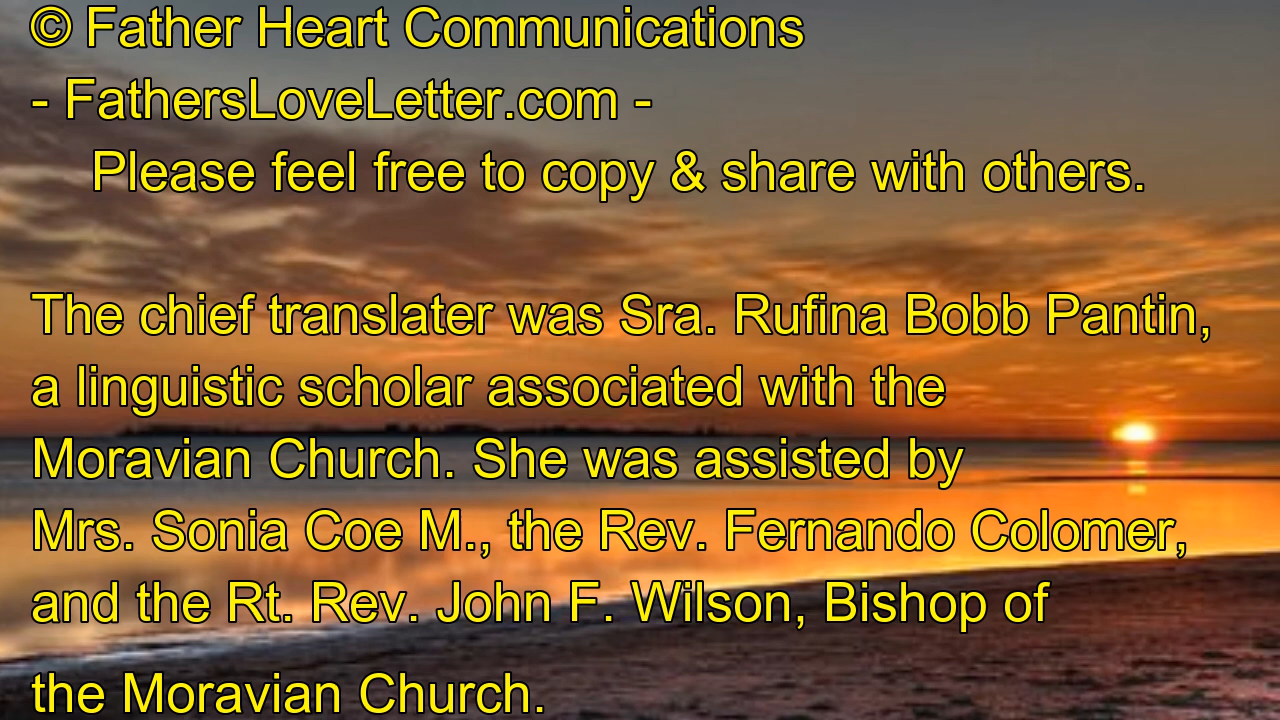 © Father Heart Communications
- FathersLoveLetter.com -
Please feel free to copy & share with others.
The chief translater was Sra. Rufina Bobb Pantin,
a linguistic scholar associated with the
Moravian Church. She was assisted by
Mrs. Sonia Coe M., the Rev. Fernando Colomer,
and the Rt. Rev. John F. Wilson, Bishop of
the Moravian Church.